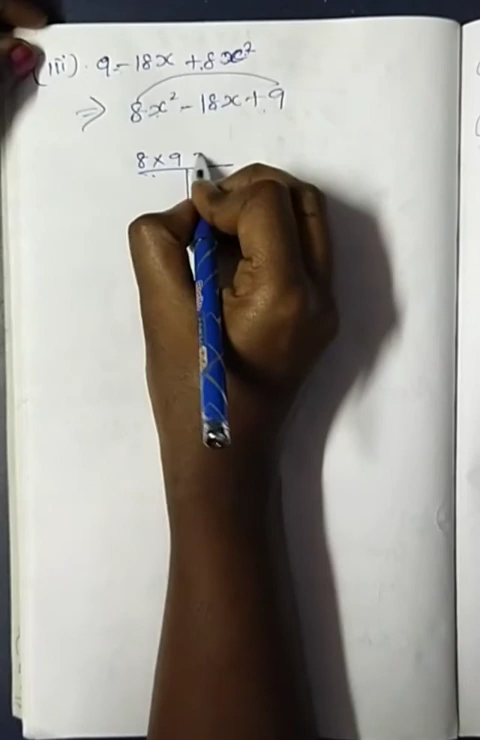 (iii). 9 - 18x + 8x²
⇒ 8x² - 18x + 9
8 × 9